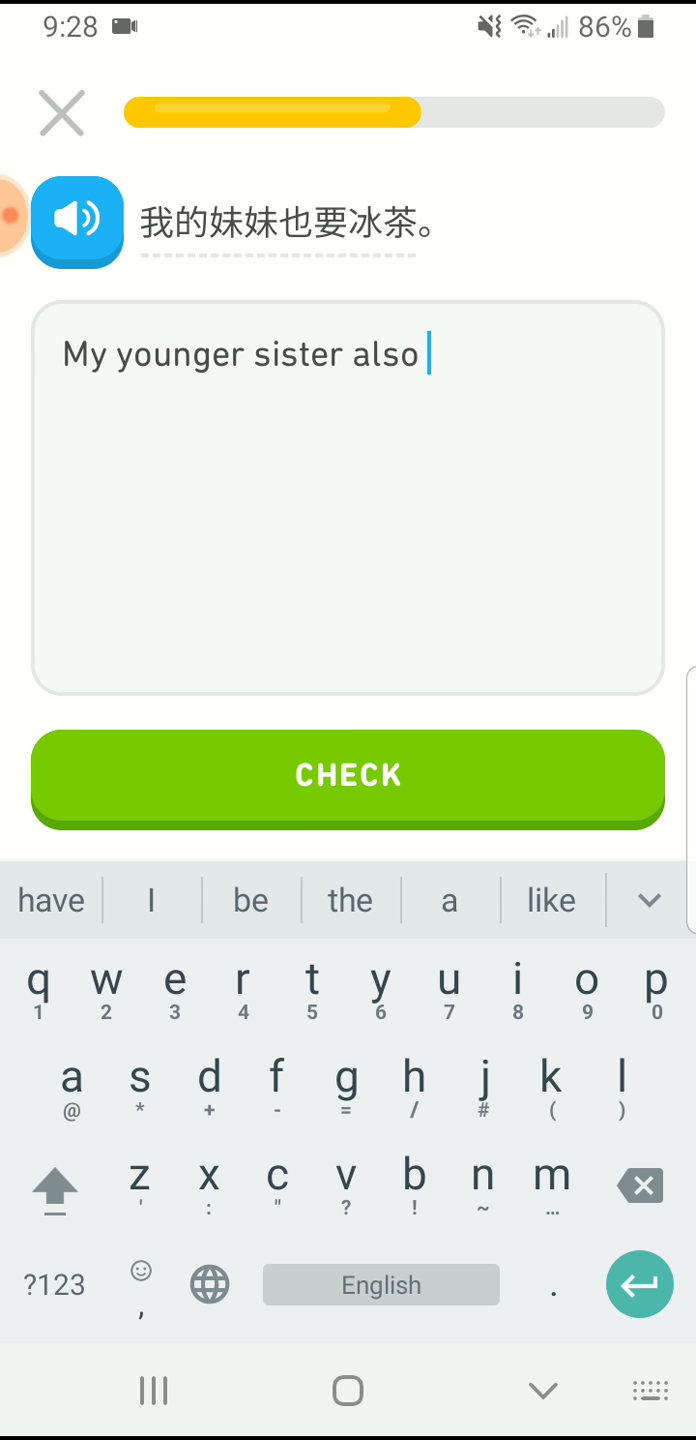 9:28
86%
我的妹妹也要冰茶。
My younger sister also
CHECK
have I be the a like
q w e r t y u i o p
1 2 3 4 5 6 7 8 9 0
a s d f g h j k l
@ * + - = / # ( )
z x c v b n m
' : " ? ! ~ …
?123 , English .